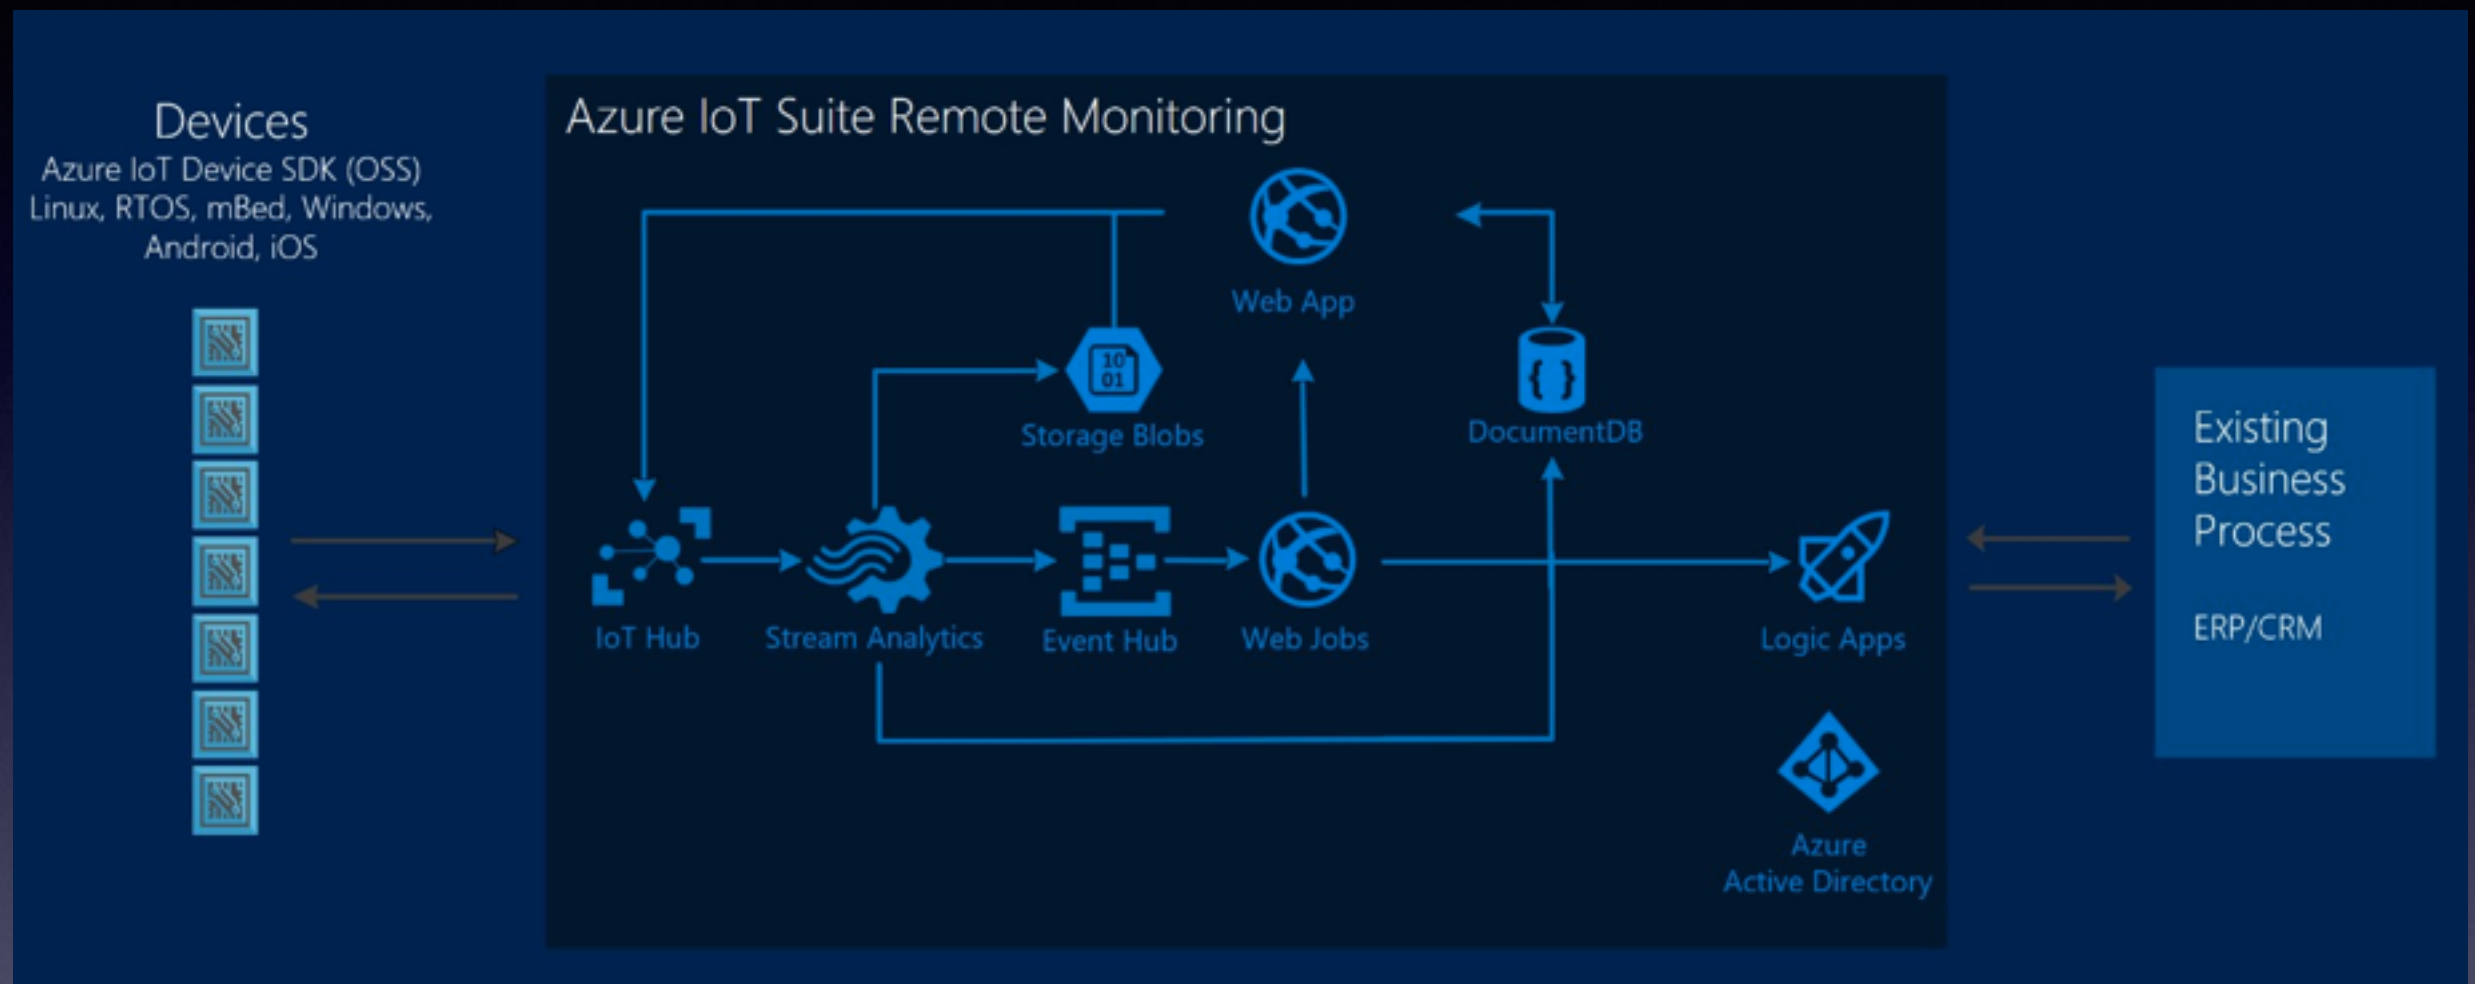 Devices
Azure IoT Device SDK (OSS)
Linux, RTOS, mBed, Windows,
Android, iOS
Azure IoT Suite Remote Monitoring
Web App
10
01
Storage Blobs
{ }
DocumentDB
IoT Hub
Stream Analytics
Event Hub
Web Jobs
Logic Apps
Azure
Active Directory
Existing
Business
Process
ERP/CRM